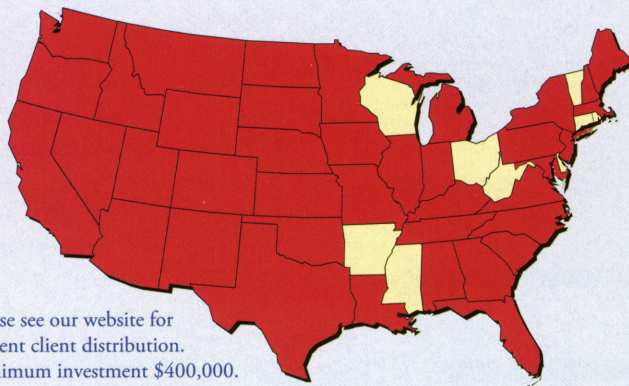 se see our website for
ent client distribution.
imum investment $400,000.